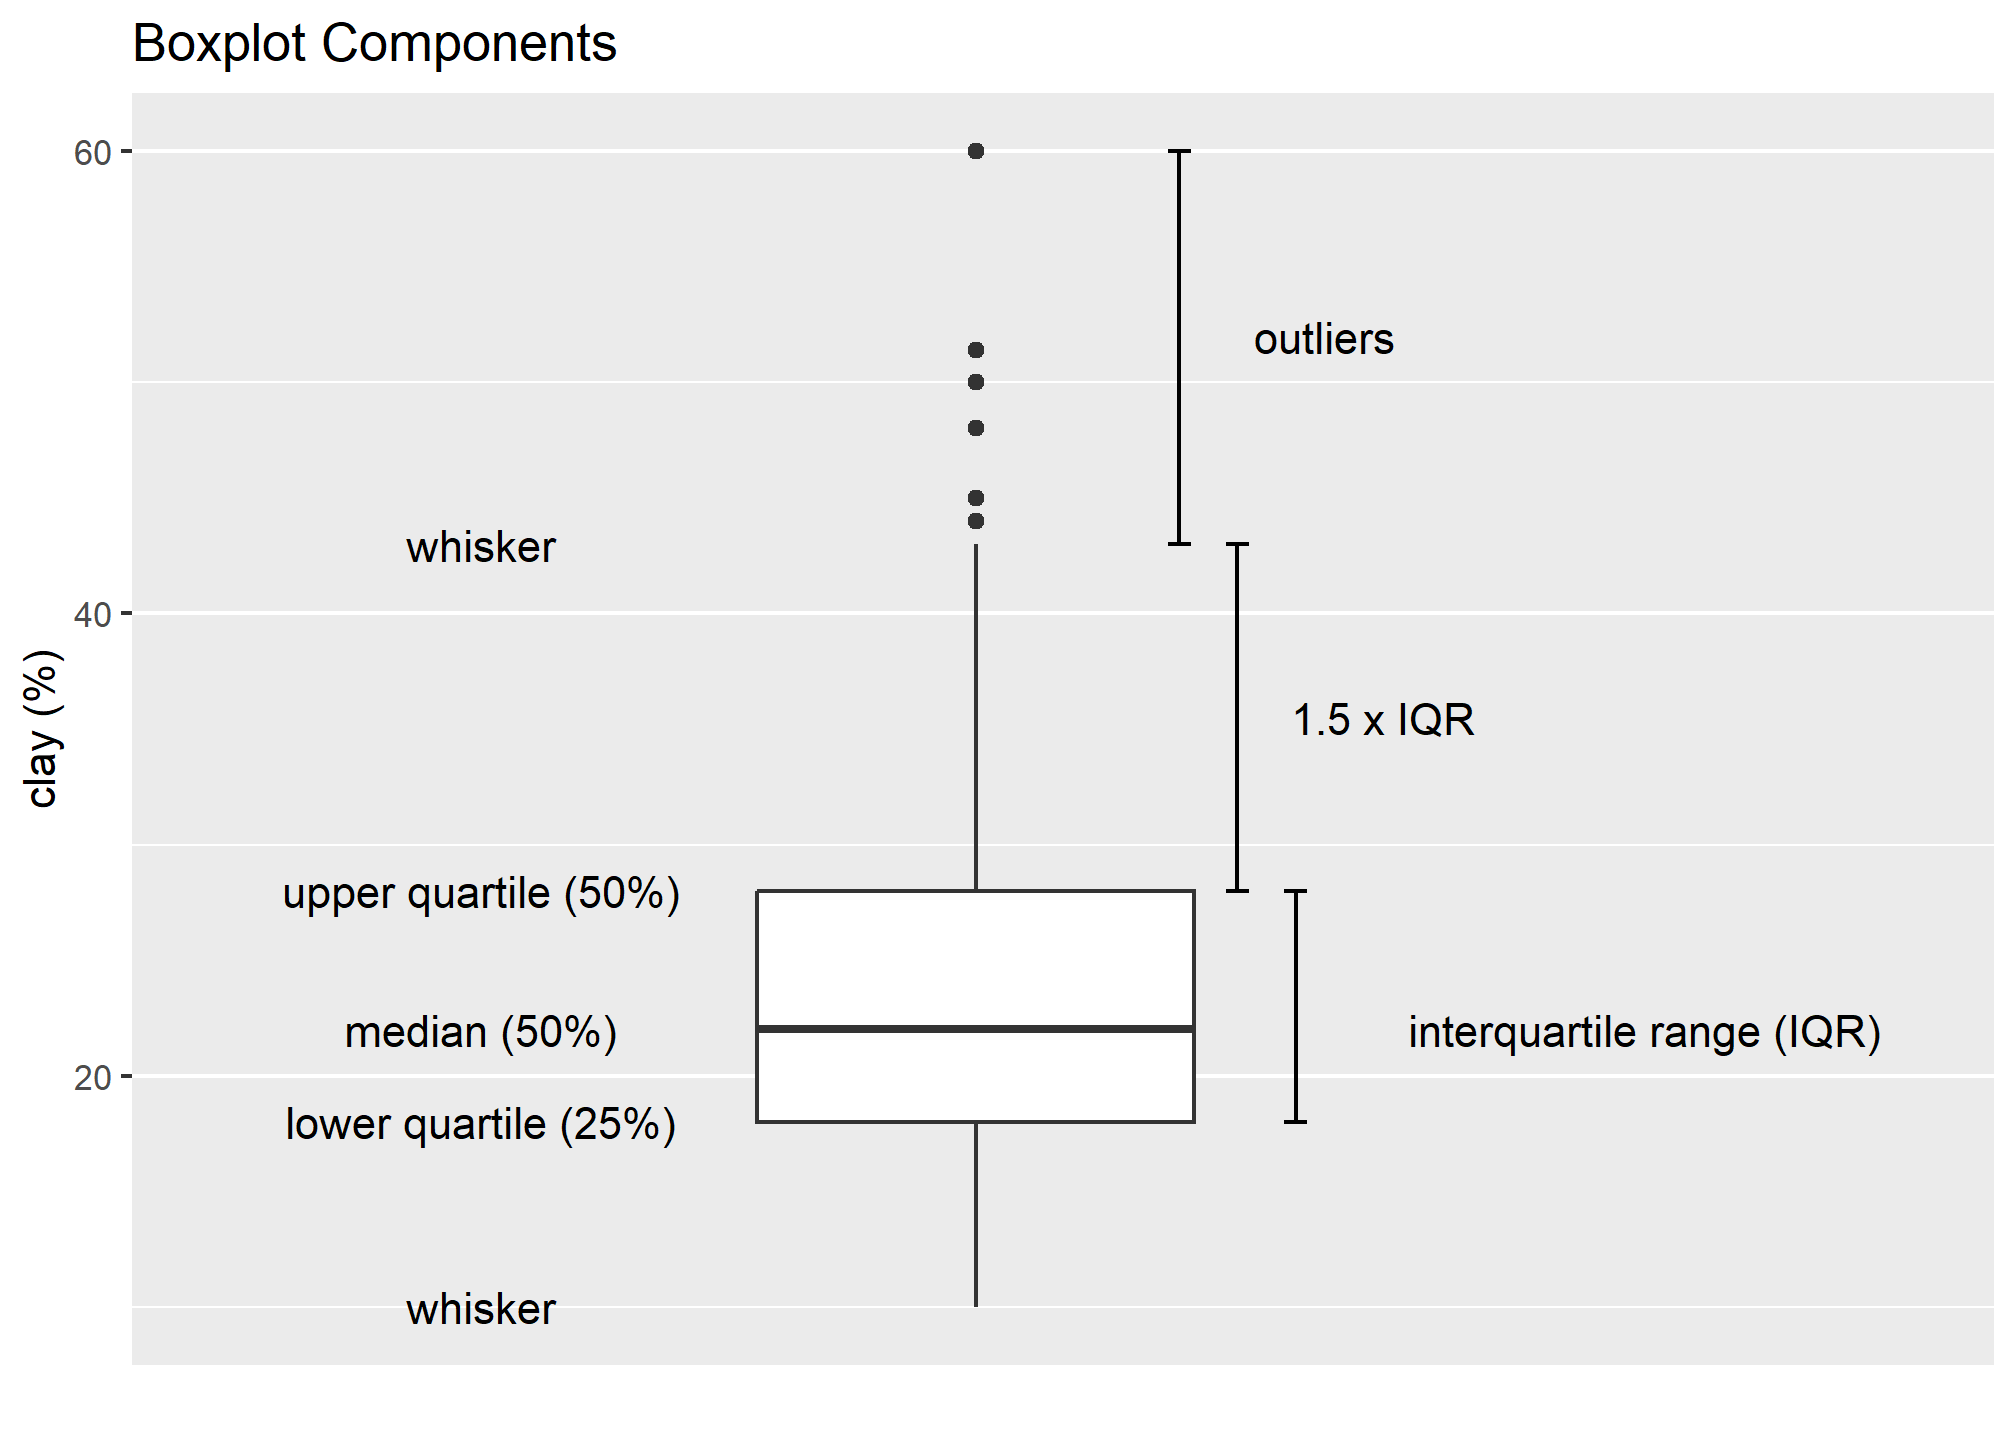 Boxplot Components
60
outliers
whisker
40
clay (%)
1.5 x IQR
upper quartile (50%)
median (50%)
interquartile range (IQR)
20
lower quartile (25%)
whisker